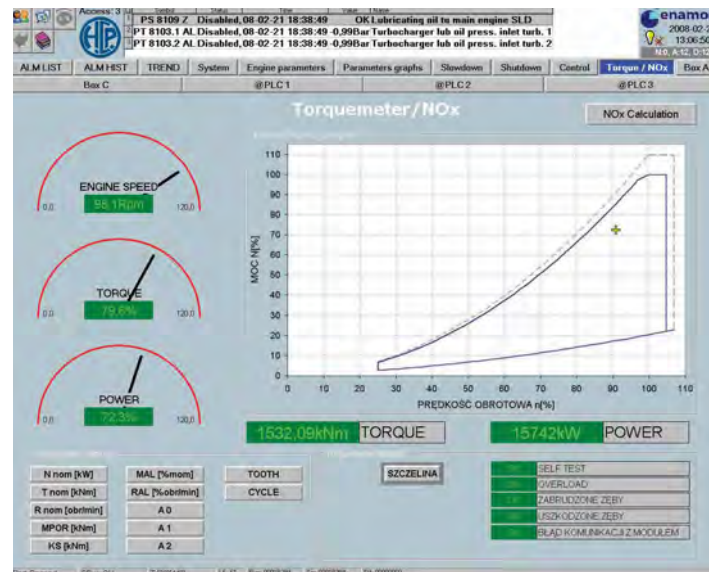 Access: 3
PS 8109 Z Disabled, 08-02-21 18:38:49 OK Lubricating oil to main engine SLD
PT 8103.1 AL Disabled, 08-02-21 18:38:49 -0,99Bar Turbocharger lub oil press. inlet turb. 1
PT 8103.2 AL Disabled, 08-02-21 18:38:49 -0,99Bar Turbocharger lub oil press. inlet turb. 2
enamo
2008-02-2
13:06:50
HTP
ALM LIST ALM HIST TREND System Engine parameters Parameters graphs Slowdown Shutdown Control Torque / NOx Box A
Box C @PLC1 @PLC2 @PLC3
Torquemeter/NOx
NOx Calculation
ENGINE SPEED
98,1Rpm
0,0 120,0
TORQUE
79,6%
0,0 120,0
POWER
72,3%
0,0 120,0
MOC N[%]
110
100
90
80
70
60
50
40
30
20
10
0
0 10 20 30 40 50 60 70 80 90 100 110
PRĘDKOŚĆ OBROTOWA n[%]
1532,09kNm TORQUE 15742kW POWER
N nom [kW] MAL [%mom] TOOTH SZCZELINA SELF TEST
T nom [kNm] RAL [%obr/min] CYCLE OVERLOAD
R nom [obr/min] A 0 ZABRUDZONE ZĘBY
MPOR [kNm] A 1 USZKODZONE ZĘBY
KS [kNm] A 2 BŁĄD KOMUNIKACJI Z MODUŁEM